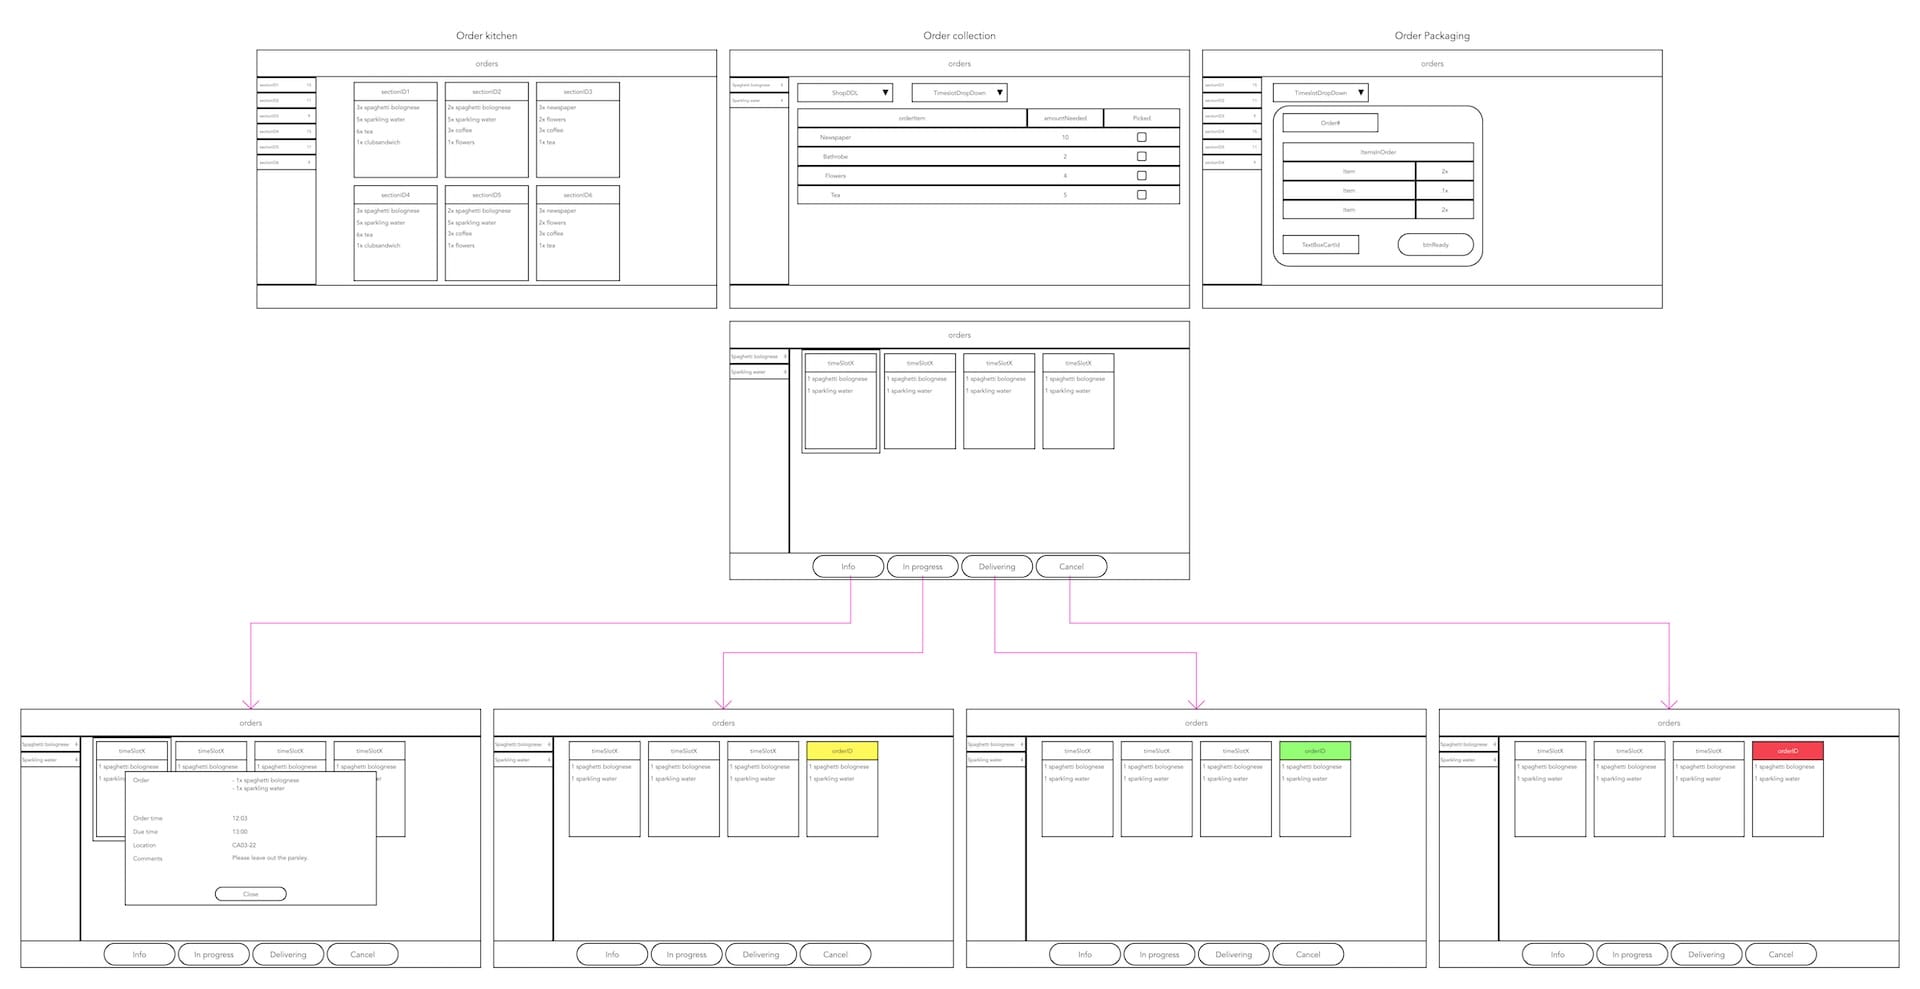 Order kitchen
orders
sectionID1 15
sectionID2 11
sectionID3 9
sectionID4 15
sectionID5 11
sectionID6 9
sectionID1
3x spaghetti bolognese
5x sparkling water
6x tea
1x clubsandwich
sectionID2
2x spaghetti bolognese
5x sparkling water
3x coffee
1x flowers
sectionID3
3x newspaper
2x flowers
3x coffee
1x tea
sectionID4
3x spaghetti bolognese
5x sparkling water
6x tea
1x clubsandwich
sectionID5
2x spaghetti bolognese
5x sparkling water
3x coffee
1x flowers
sectionID6
3x newspaper
2x flowers
3x coffee
1x tea
Order collection
orders
Spaghetti bolognese 4
Sparkling water 4
ShopDDL
TimeslotDropDown
orderItem amountNeeded Picked
Newspaper 10
Bathrobe 2
Flowers 4
Tea 5
Order Packaging
orders
sectionID1 15
sectionID2 11
sectionID3 9
sectionID4 15
sectionID5 11
sectionID6 9
TimeslotDropDown
Order#
ItemsInOrder
Item 2x
Item 1x
Item 2x
TextBoxCartId
btnReady
orders
Spaghetti bolognese 4
Sparkling water 4
timeSlotX
1 spaghetti bolognese
1 sparkling water
timeSlotX
1 spaghetti bolognese
1 sparkling water
timeSlotX
1 spaghetti bolognese
1 sparkling water
timeSlotX
1 spaghetti bolognese
1 sparkling water
Info
In progress
Delivering
Cancel
orders
Spaghetti bolognese 4
Sparkling water 4
timeSlotX
1 spaghetti bolognese
1 sparklin
timeSlotX
1 spaghetti bolognese
timeSlotX
1 spaghetti bolognese
timeSlotX
1 spaghetti bolognese
er
Order
- 1x spaghetti bolognese
- 1x sparkling water
Order time 12:03
Due time 13:00
Location CA03-22
Comments Please leave out the parsley.
Close
Info
In progress
Delivering
Cancel
orders
Spaghetti bolognese 4
Sparkling water 4
timeSlotX
1 spaghetti bolognese
1 sparkling water
timeSlotX
1 spaghetti bolognese
1 sparkling water
timeSlotX
1 spaghetti bolognese
1 sparkling water
orderID
1 spaghetti bolognese
1 sparkling water
Info
In progress
Delivering
Cancel
orders
Spaghetti bolognese 4
Sparkling water 4
timeSlotX
1 spaghetti bolognese
1 sparkling water
timeSlotX
1 spaghetti bolognese
1 sparkling water
timeSlotX
1 spaghetti bolognese
1 sparkling water
orderID
1 spaghetti bolognese
1 sparkling water
Info
In progress
Delivering
Cancel
orders
Spaghetti bolognese 4
Sparkling water 4
timeSlotX
1 spaghetti bolognese
1 sparkling water
timeSlotX
1 spaghetti bolognese
1 sparkling water
timeSlotX
1 spaghetti bolognese
1 sparkling water
orderID
1 spaghetti bolognese
1 sparkling water
Info
In progress
Delivering
Cancel